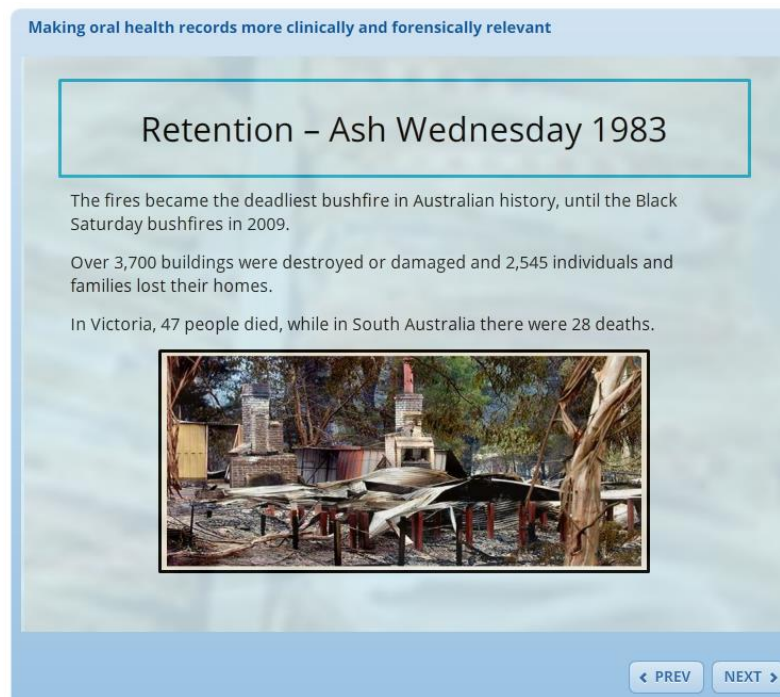 Making oral health records more clinically and forensically relevant
Retention – Ash Wednesday 1983
The fires became the deadliest bushfire in Australian history, until the Black
Saturday bushfires in 2009.
Over 3,700 buildings were destroyed or damaged and 2,545 individuals and
families lost their homes.
In Victoria, 47 people died, while in South Australia there were 28 deaths.
PREV
NEXT